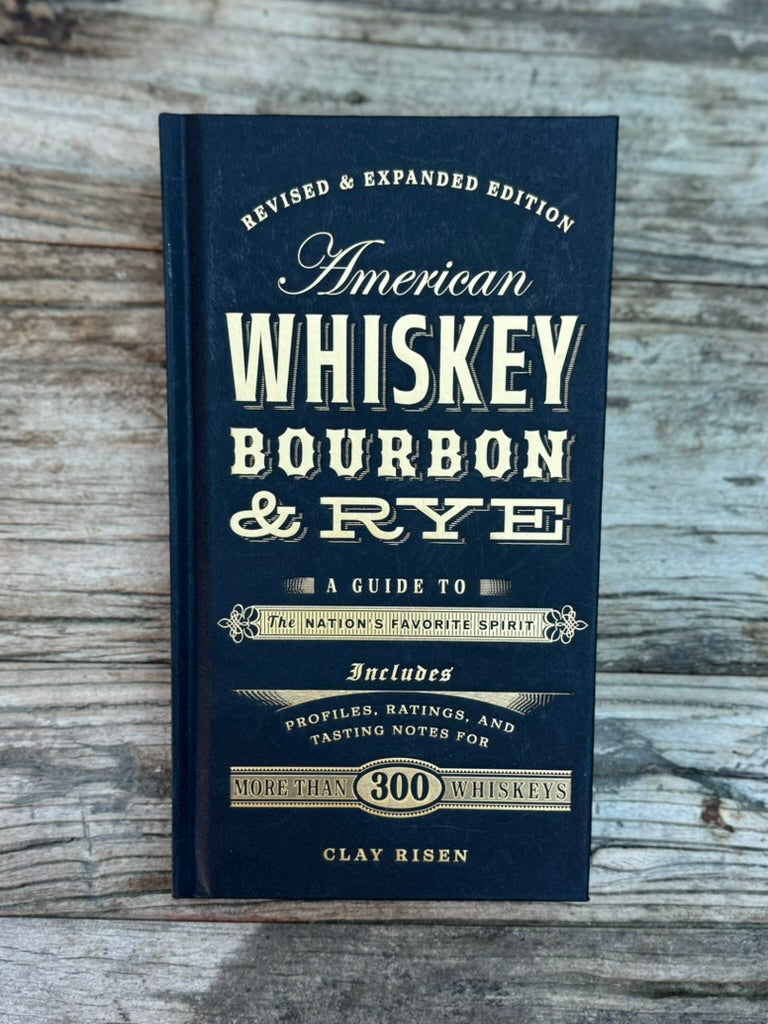 REVISED & EXPANDED EDITION
American
WHISKEY
BOURBON
& RYE
A GUIDE TO
The NATION'S FAVORITE SPIRIT
Includes
PROFILES, RATINGS, AND
TASTING NOTES FOR
MORE THAN 300 WHISKEYS
CLAY RISEN